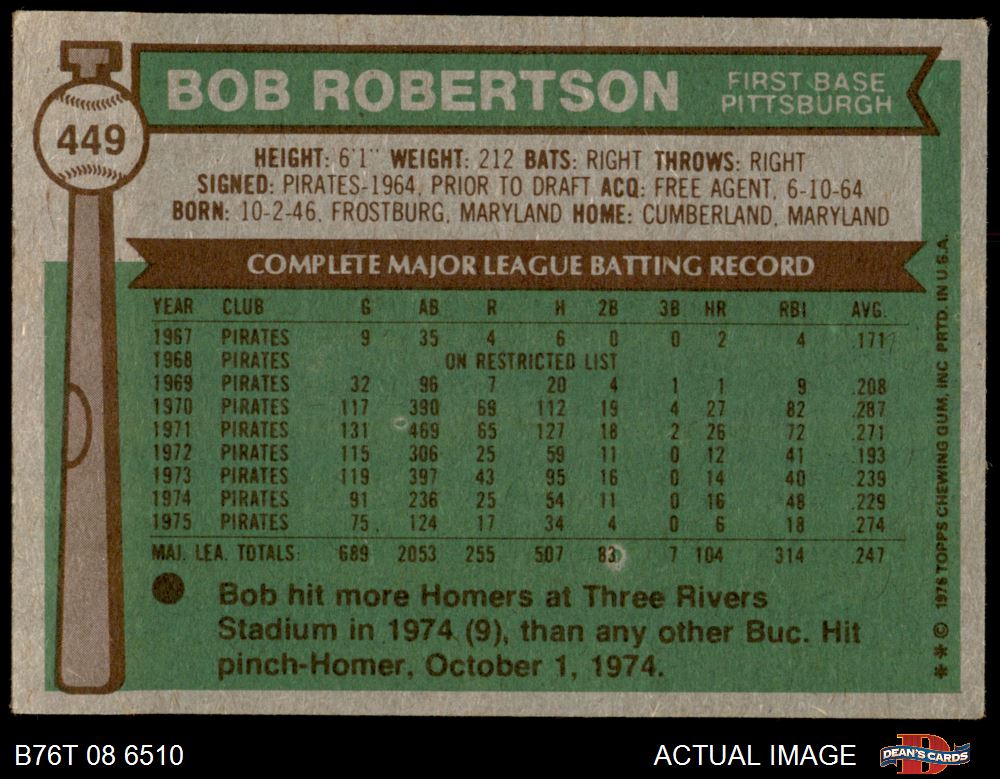 449
BOB ROBERTSON
FIRST BASE
PITTSBURGH
HEIGHT: 6'1" WEIGHT: 212 BATS: RIGHT THROWS: RIGHT
SIGNED: PIRATES-1964, PRIOR TO DRAFT ACQ: FREE AGENT, 6-10-64
BORN: 10-2-46, FROSTBURG, MARYLAND HOME: CUMBERLAND, MARYLAND
COMPLETE MAJOR LEAGUE BATTING RECORD
YEAR CLUB G AB R H 2B 3B HR RBI AVG.
1967 PIRATES 9 35 4 6 0 0 2 4 .171
1968 PIRATES ON RESTRICTED LIST
1969 PIRATES 32 96 7 20 4 1 1 9 .208
1970 PIRATES 117 390 69 112 19 4 27 82 .287
1971 PIRATES 131 469 65 127 18 2 26 72 .271
1972 PIRATES 115 306 25 59 11 0 12 41 .193
1973 PIRATES 119 397 43 95 16 0 14 40 .239
1974 PIRATES 91 236 25 54 11 0 16 48 .229
1975 PIRATES 75 124 17 34 4 0 6 18 .274
MAJ. LEA. TOTALS: 689 2053 255 507 83 7 104 314 .247
Bob hit more Homers at Three Rivers
Stadium in 1974 (9), than any other Buc. Hit
pinch-Homer, October 1, 1974.
* * © 1976 TOPPS CHEWING GUM, INC PRTD. IN U.S.A.
B76T 08 6510
ACTUAL IMAGE
DEAN'S CARDS